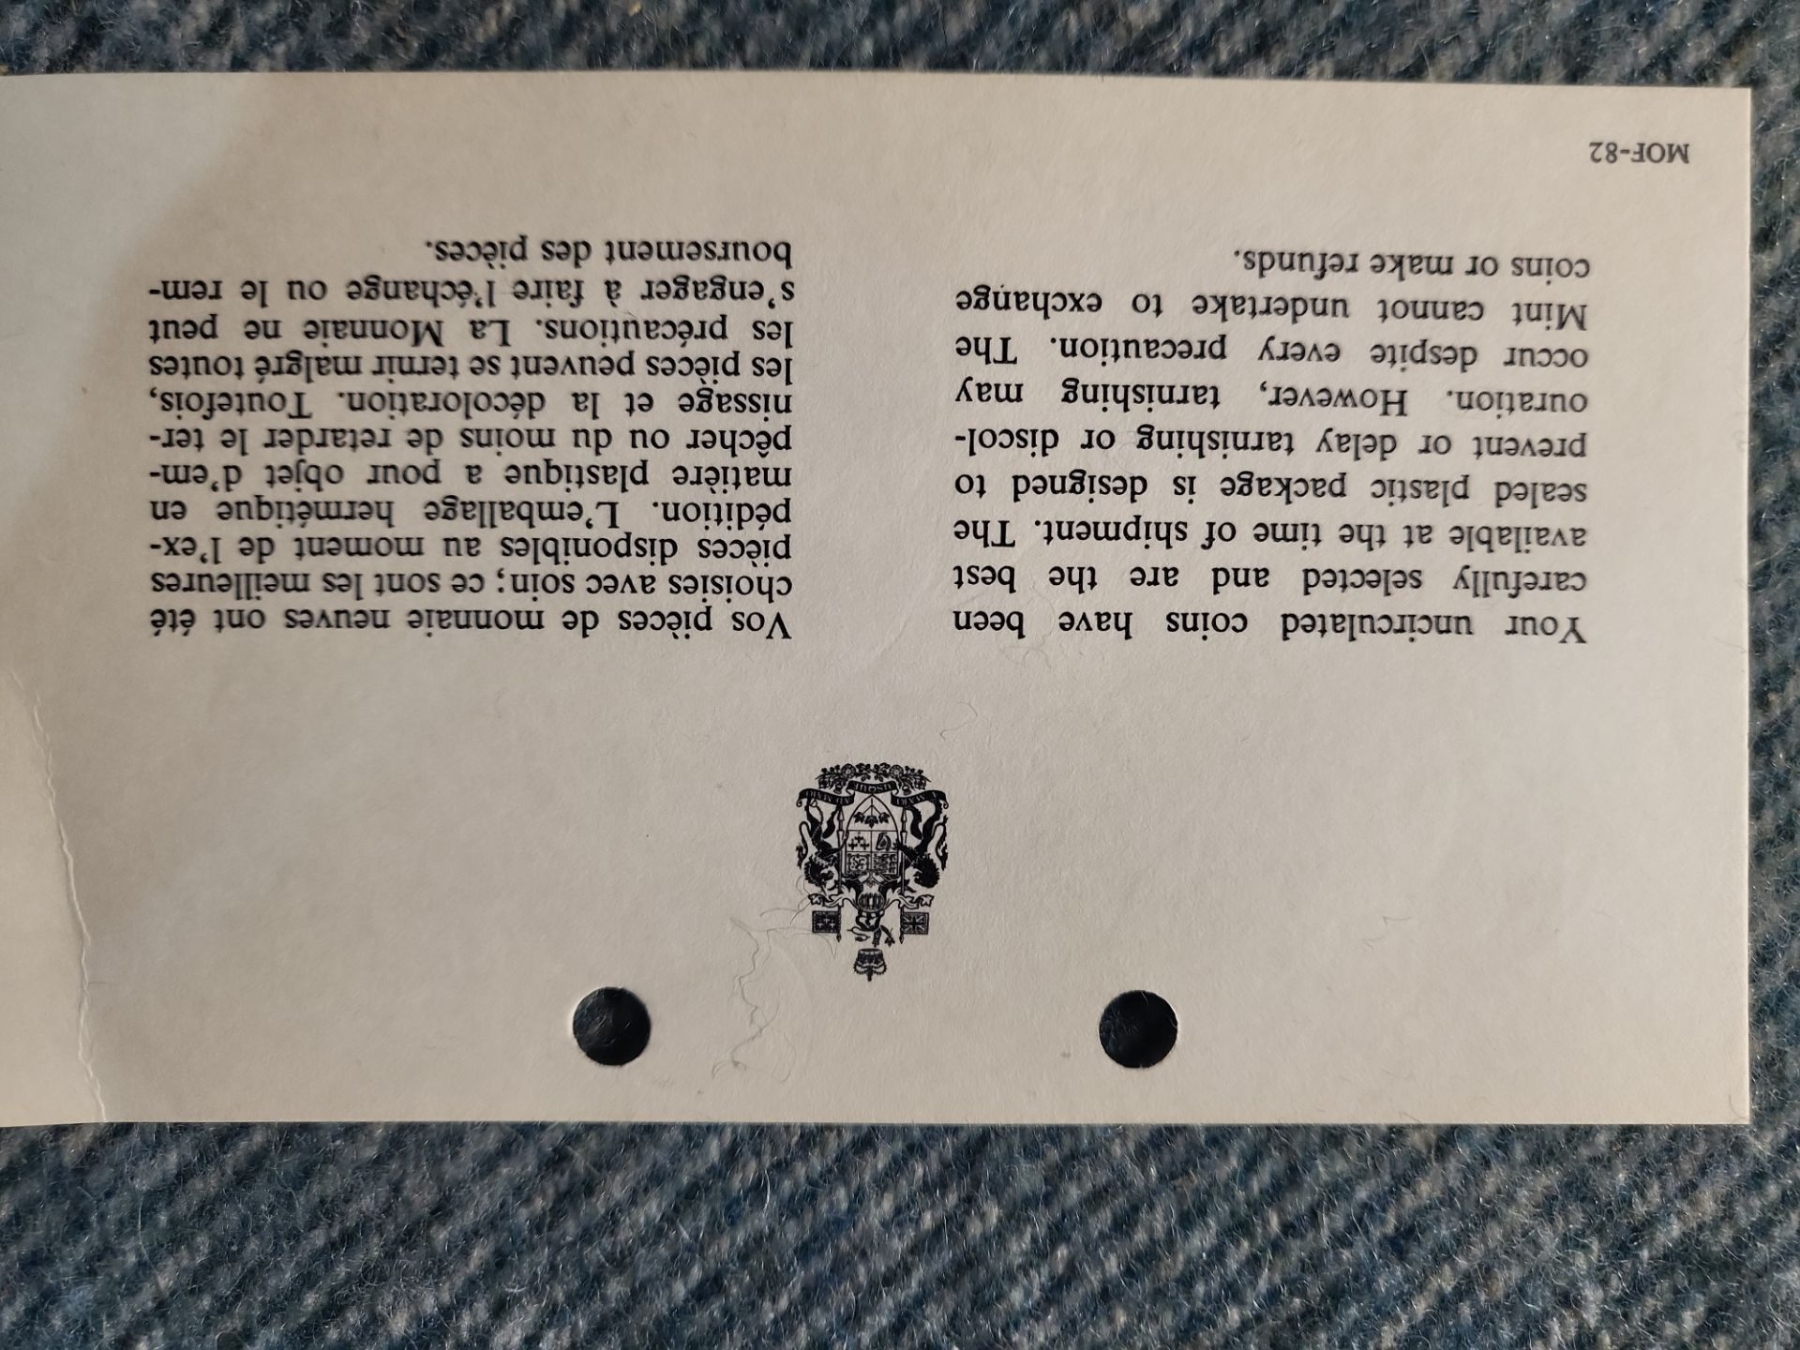 Your uncirculated coins have been
carefully selected and are the best
available at the time of shipment. The
sealed plastic package is designed to
prevent or delay tarnishing or discol-
ouration. However, tarnishing may
occur despite every precaution. The
Mint cannot undertake to exchange
coins or make refunds.
Vos pièces de monnaie neuves ont été
choisies avec soin; ce sont les meilleures
pièces disponibles au moment de l'ex-
pédition. L'emballage hermétique en
matière plastique a pour objet d'em-
pêcher ou du moins de retarder le ter-
nissage et la décoloration. Toutefois,
les pièces peuvent se ternir malgré toutes
les précautions. La Monnaie ne peut
s'engager à faire l'échange ou le rem-
boursement des pièces.
MOF-82